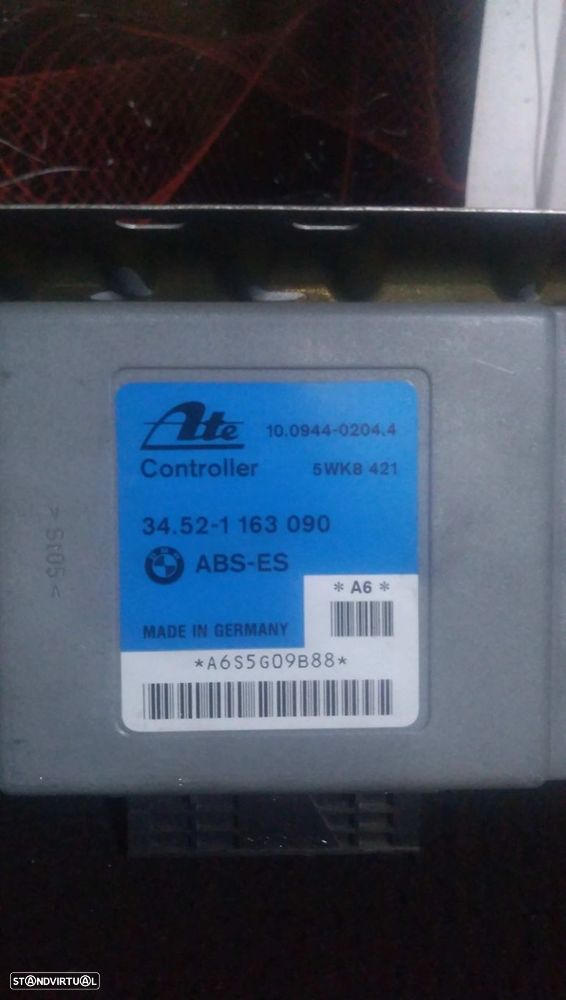 Ate 10.0944-0204.4
Controller 5WK8 421
34.52-1 163 090
BMW ABS-ES
* A6 *
MADE IN GERMANY
*A6S5G09B88*
STANDVIRTUAL